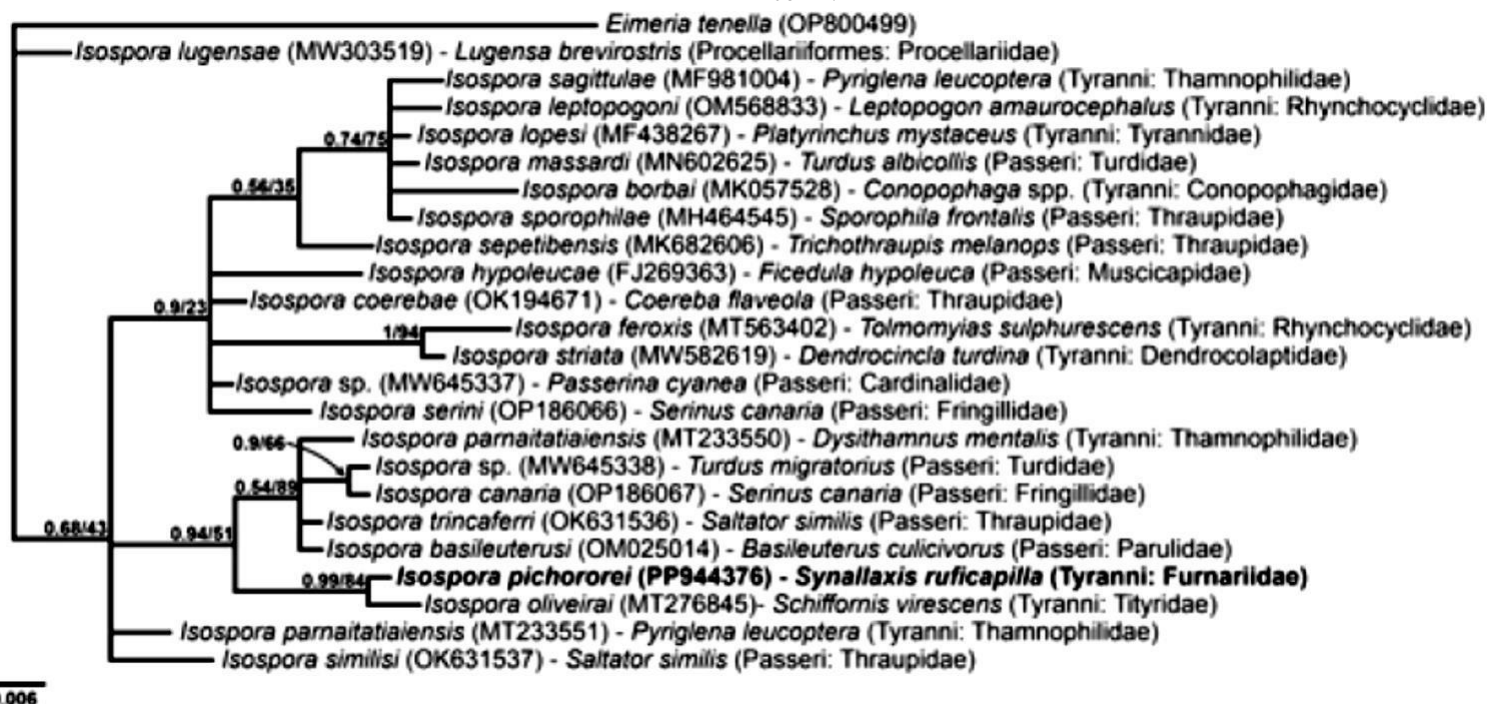 Eimeria tenella (OP800499)
Isospora lugensae (MW303519) - Lugensa brevirostris (Procellariiformes: Procellariidae)
Isospora sagittulae (MF981004) - Pyriglena leucoptera (Tyranni: Thamnophilidae)
Isospora leptopogoni (OM568833) - Leptopogon amaurocephalus (Tyranni: Rhynchocyclidae)
0.74/75 Isospora lopesi (MF438267) - Platyrinchus mystaceus (Tyranni: Tyrannidae)
Isospora massardi (MN602625) - Turdus albicollis (Passeri: Turdidae)
0.56/35 Isospora borbai (MK057528) - Conopophaga spp. (Tyranni: Conopophagidae)
Isospora sporophilae (MH464545) - Sporophila frontalis (Passeri: Thraupidae)
Isospora sepetibensis (MK682606) - Trichothraupis melanops (Passeri: Thraupidae)
Isospora hypoleucae (FJ269363) - Ficedula hypoleuca (Passeri: Muscicapidae)
0.9/23 Isospora coerebae (OK194671) - Coereba flaveola (Passeri: Thraupidae)
1/94 Isospora feroxis (MT563402) - Tolmomyias sulphurescens (Tyranni: Rhynchocyclidae)
Isospora striata (MW582619) - Dendrocincla turdina (Tyranni: Dendrocolaptidae)
Isospora sp. (MW645337) - Passerina cyanea (Passeri: Cardinalidae)
Isospora serini (OP186066) - Serinus canaria (Passeri: Fringillidae)
0.9/66 Isospora parnaitatiaiensis (MT233550) - Dysithamnus mentalis (Tyranni: Thamnophilidae)
Isospora sp. (MW645338) - Turdus migratorius (Passeri: Turdidae)
0.54/89 Isospora canaria (OP186067) - Serinus canaria (Passeri: Fringillidae)
Isospora trincaferri (OK631536) - Saltator similis (Passeri: Thraupidae)
0.68/43 0.94/51 Isospora basileuterusi (OM025014) - Basileuterus culicivorus (Passeri: Parulidae)
0.99/84 Isospora pichororei (PP944376) - Synallaxis ruficapilla (Tyranni: Furnariidae)
Isospora oliveirai (MT276845)- Schiffornis virescens (Tyranni: Tityridae)
Isospora parnaitatiaiensis (MT233551) - Pyriglena leucoptera (Tyranni: Thamnophilidae)
Isospora similisi (OK631537) - Saltator similis (Passeri: Thraupidae)
.006